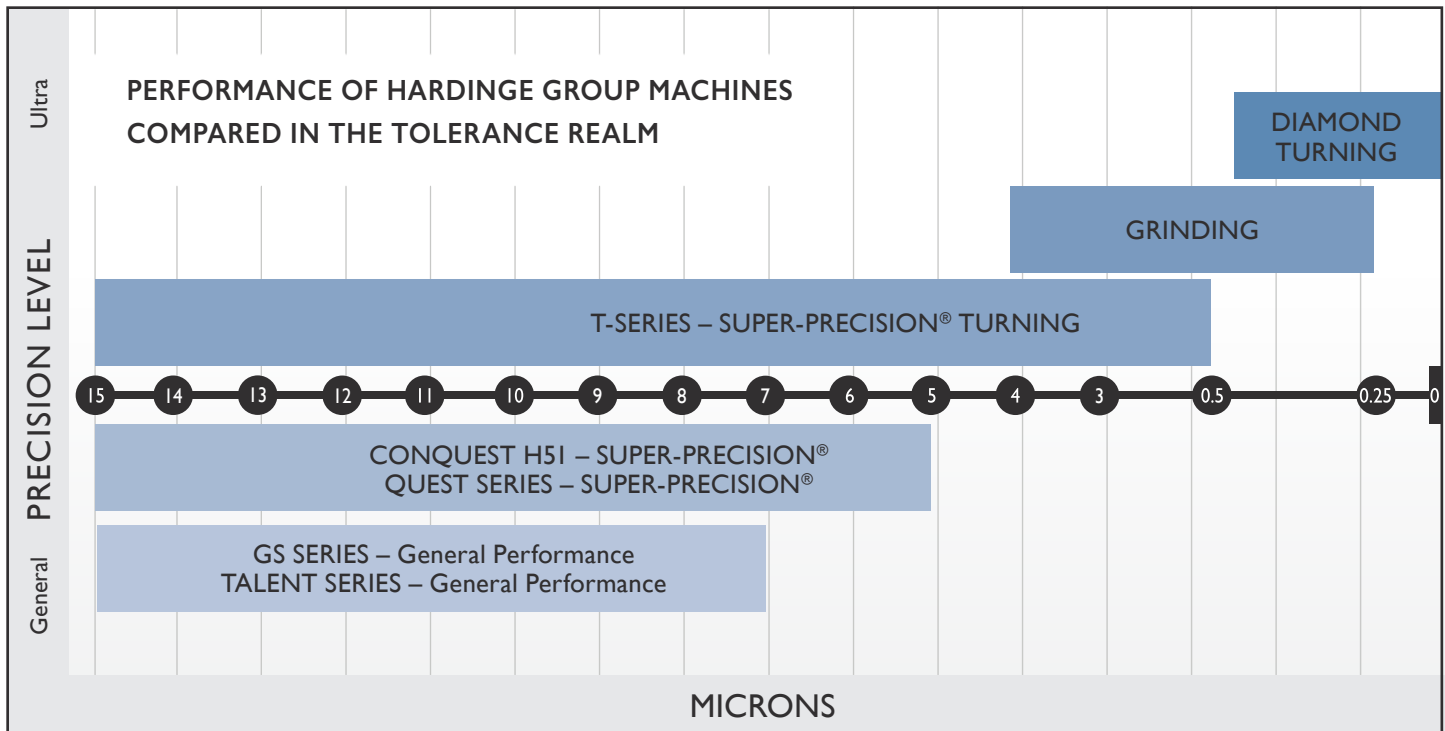 PERFORMANCE OF HARDINGE GROUP MACHINES
COMPARED IN THE TOLERANCE REALM
Ultra
PRECISION LEVEL
General
DIAMOND
TURNING
GRINDING
T-SERIES – SUPER-PRECISION® TURNING
15 14 13 12 11 10 9 8 7 6 5 4 3 0.5 0.25 0
CONQUEST H51 – SUPER-PRECISION®
QUEST SERIES – SUPER-PRECISION®
GS SERIES – General Performance
TALENT SERIES – General Performance
MICRONS